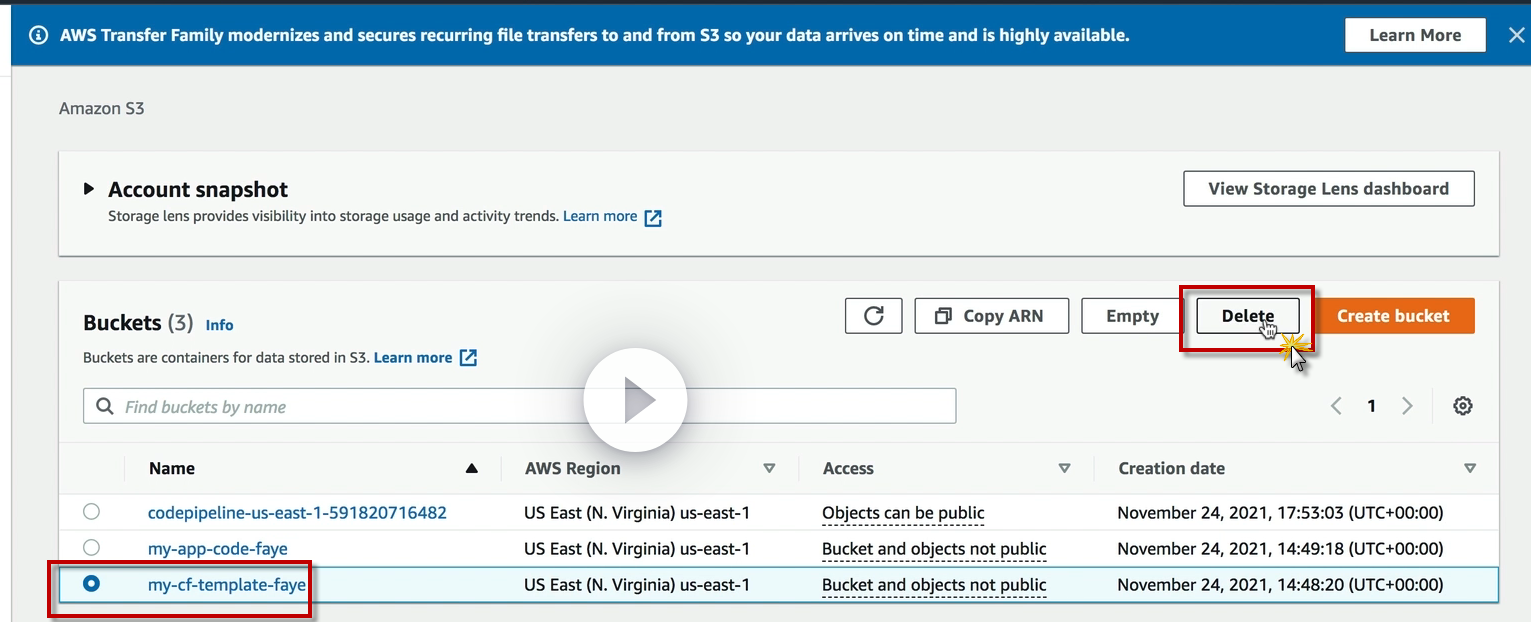 AWS Transfer Family modernizes and secures recurring file transfers to and from S3 so your data arrives on time and is highly available. Learn More
Amazon S3
Account snapshot
View Storage Lens dashboard
Storage lens provides visibility into storage usage and activity trends. Learn more
Buckets (3) Info
Copy ARN Empty Delete Create bucket
Buckets are containers for data stored in S3. Learn more
Find buckets by name
1
Name AWS Region Access Creation date
codepipeline-us-east-1-591820716482 US East (N. Virginia) us-east-1 Objects can be public November 24, 2021, 17:53:03 (UTC+00:00)
my-app-code-faye US East (N. Virginia) us-east-1 Bucket and objects not public November 24, 2021, 14:49:18 (UTC+00:00)
my-cf-template-faye US East (N. Virginia) us-east-1 Bucket and objects not public November 24, 2021, 14:48:20 (UTC+00:00)